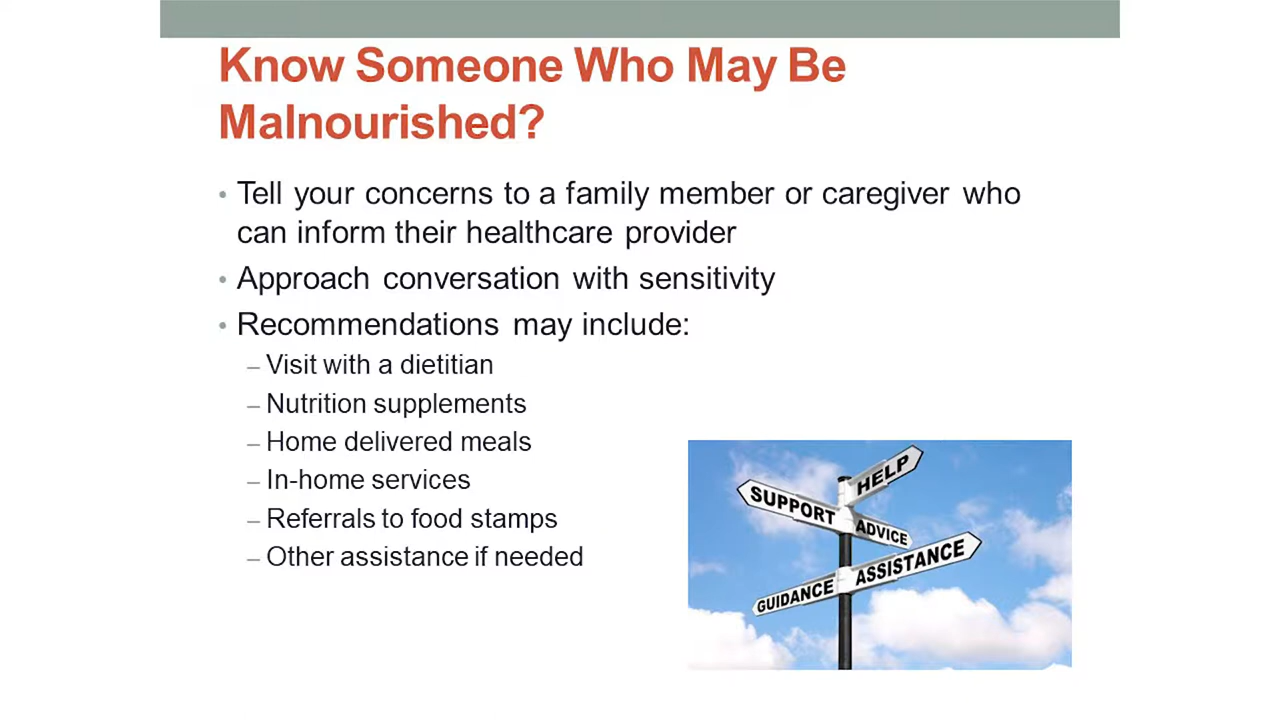 Know Someone Who May Be
Malnourished?
• Tell your concerns to a family member or caregiver who
can inform their healthcare provider
• Approach conversation with sensitivity
• Recommendations may include:
– Visit with a dietitian
– Nutrition supplements
– Home delivered meals
– In-home services
– Referrals to food stamps
– Other assistance if needed
HELP
SUPPORT
ADVICE
ASSISTANCE
GUIDANCE